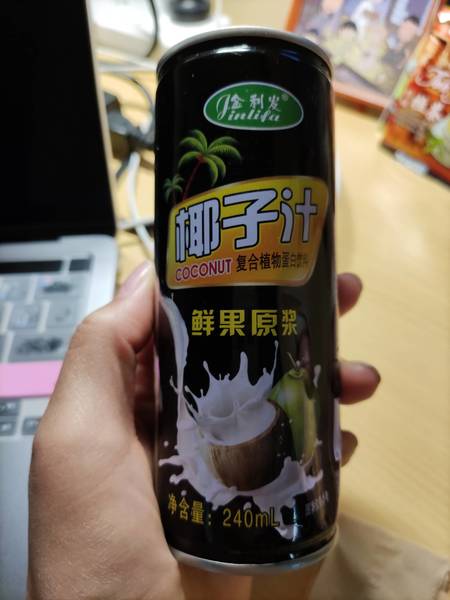 金利发®
Jinlifa
椰子汁
COCONUT 复合植物蛋白饮料
鲜果原浆
净含量：240mL